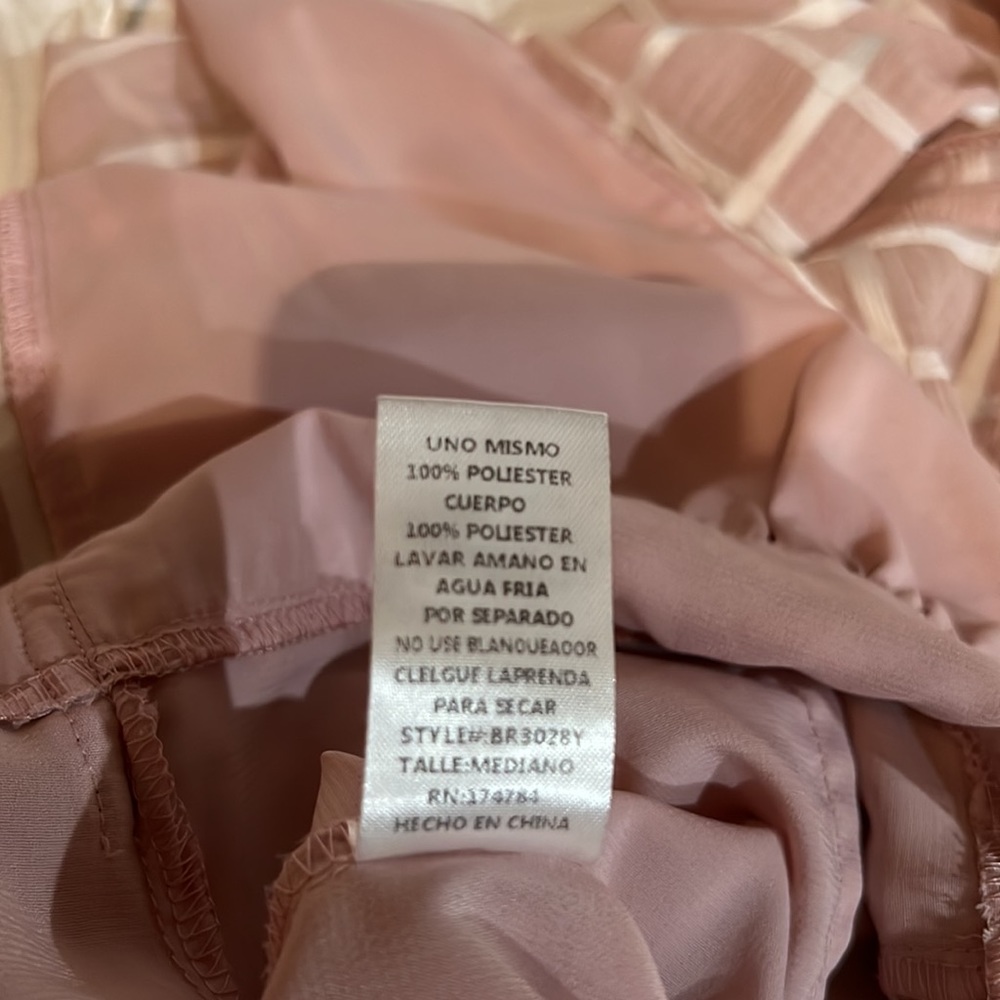 UNO MISMO
100% POLIESTER
CUERPO
100% POLIESTER
LAVAR AMANO EN
AGUA FRIA
POR SEPARADO
NO USE BLANQUEADOR
CLELGUE LAPRENDA
PARA SECAR
STYLE#:BR3028Y
TALLE:MEDIANO
RN:174784
HECHO EN CHINA